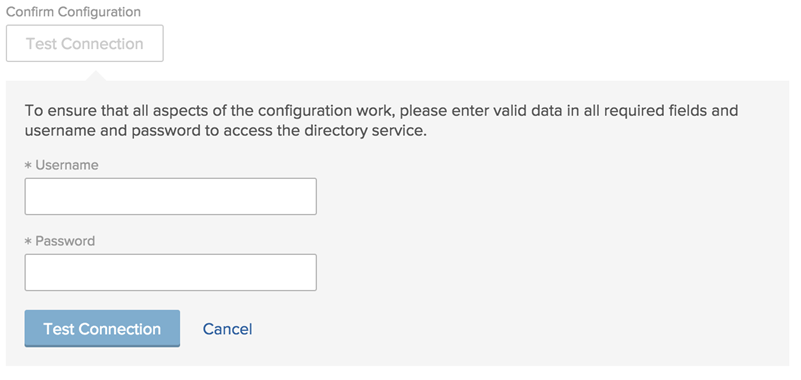 Confirm Configuration
Test Connection
To ensure that all aspects of the configuration work, please enter valid data in all required fields and
username and password to access the directory service.
* Username
* Password
Test Connection Cancel